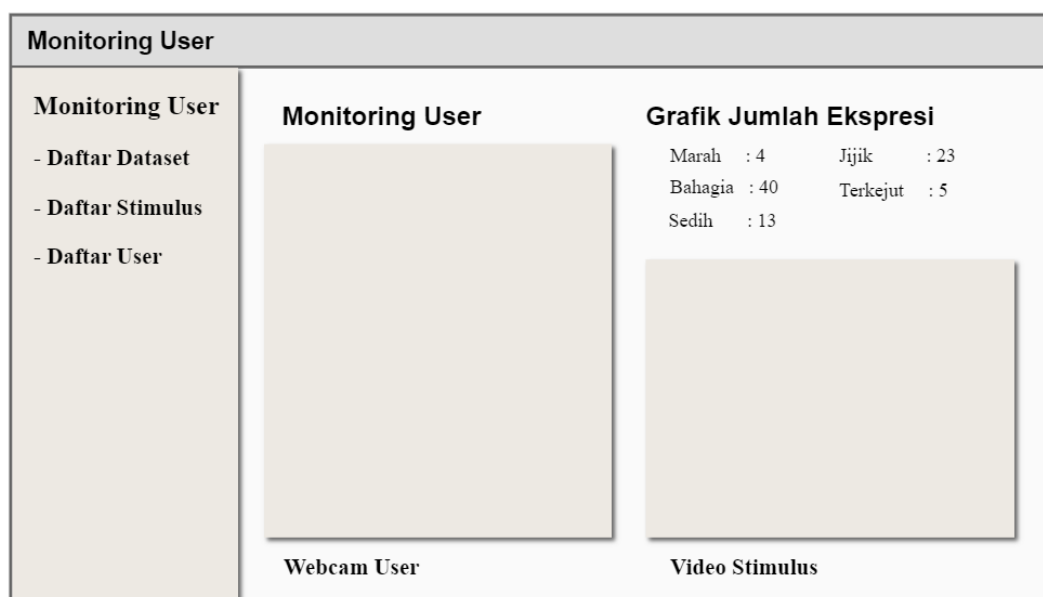 Monitoring User
Monitoring User
- Daftar Dataset
- Daftar Stimulus
- Daftar User
Monitoring User
Webcam User
Grafik Jumlah Ekspresi
Marah : 4 Jijik : 23
Bahagia : 40 Terkejut : 5
Sedih : 13
Video Stimulus